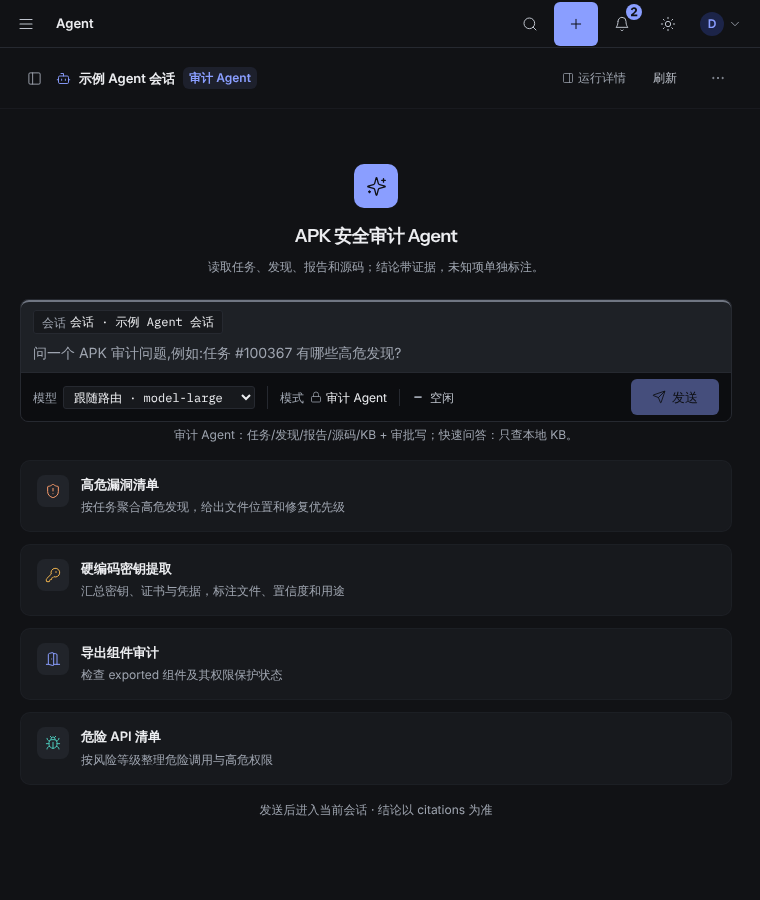 Agent
2
D
示例 Agent 会话 审计 Agent
运行详情 刷新
APK 安全审计 Agent
读取任务、发现、报告和源码；结论带证据，未知项单独标注。
会话 会话 · 示例 Agent 会话
问一个 APK 审计问题,例如:任务 #100367 有哪些高危发现?
模型 跟随路由 · model-large 模式 审计 Agent 空闲 发送
审计 Agent：任务/发现/报告/源码/KB + 审批写；快速问答：只查本地 KB。
高危漏洞清单
按任务聚合高危发现，给出文件位置和修复优先级
硬编码密钥提取
汇总密钥、证书与凭据，标注文件、置信度和用途
导出组件审计
检查 exported 组件及其权限保护状态
危险 API 清单
按风险等级整理危险调用与高危权限
发送后进入当前会话 · 结论以 citations 为准